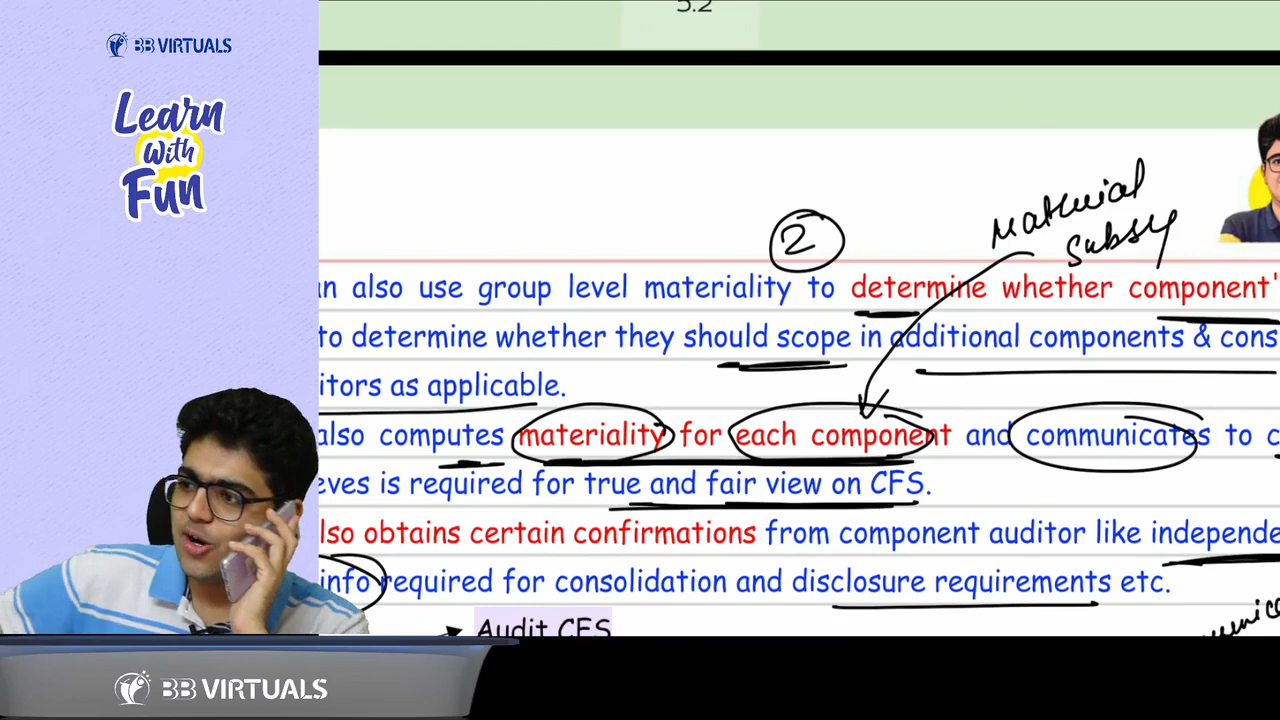 5.2
BB VIRTUALS
Learn
With
Fun
Material
Subsy
2
an also use group level materiality to determine whether component'
to determine whether they should scope in additional components & cons
itors as applicable.
also computes materiality for each component and communicates to c
eves is required for true and fair view on CFS.
lso obtains certain confirmations from component auditor like independe
info required for consolidation and disclosure requirements etc.
Audit CFS
BB VIRTUALS